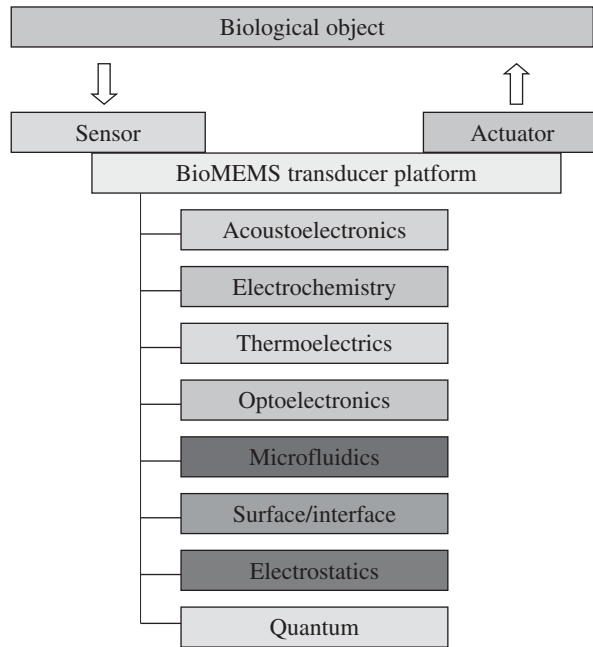 Biological object
Sensor
Actuator
BioMEMS transducer platform
Acoustoelectronics
Electrochemistry
Thermoelectrics
Optoelectronics
Microfluidics
Surface/interface
Electrostatics
Quantum